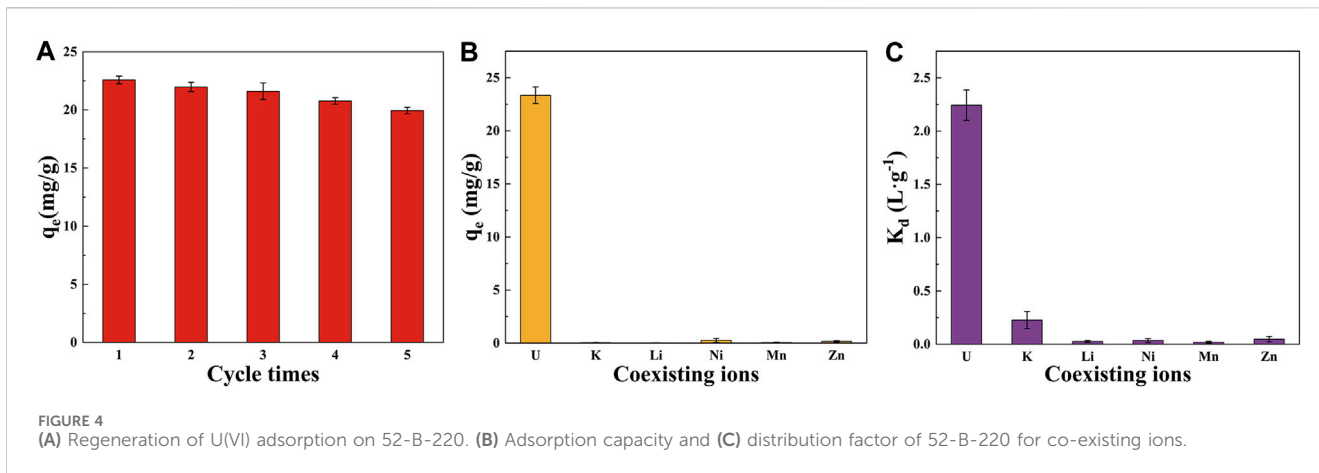 A
25
20
15
10
5
0
q_e(mg/g)
1 2 3 4 5
Cycle times
B
25
20
15
10
5
0
q_e (mg/g)
U K Li Ni Mn Zn
Coexisting ions
C
2.5
2.0
1.5
1.0
0.5
0.0
K_d (L·g⁻¹)
U K Li Ni Mn Zn
Coexisting ions
FIGURE 4
(A) Regeneration of U(VI) adsorption on 52-B-220. (B) Adsorption capacity and (C) distribution factor of 52-B-220 for co-existing ions.